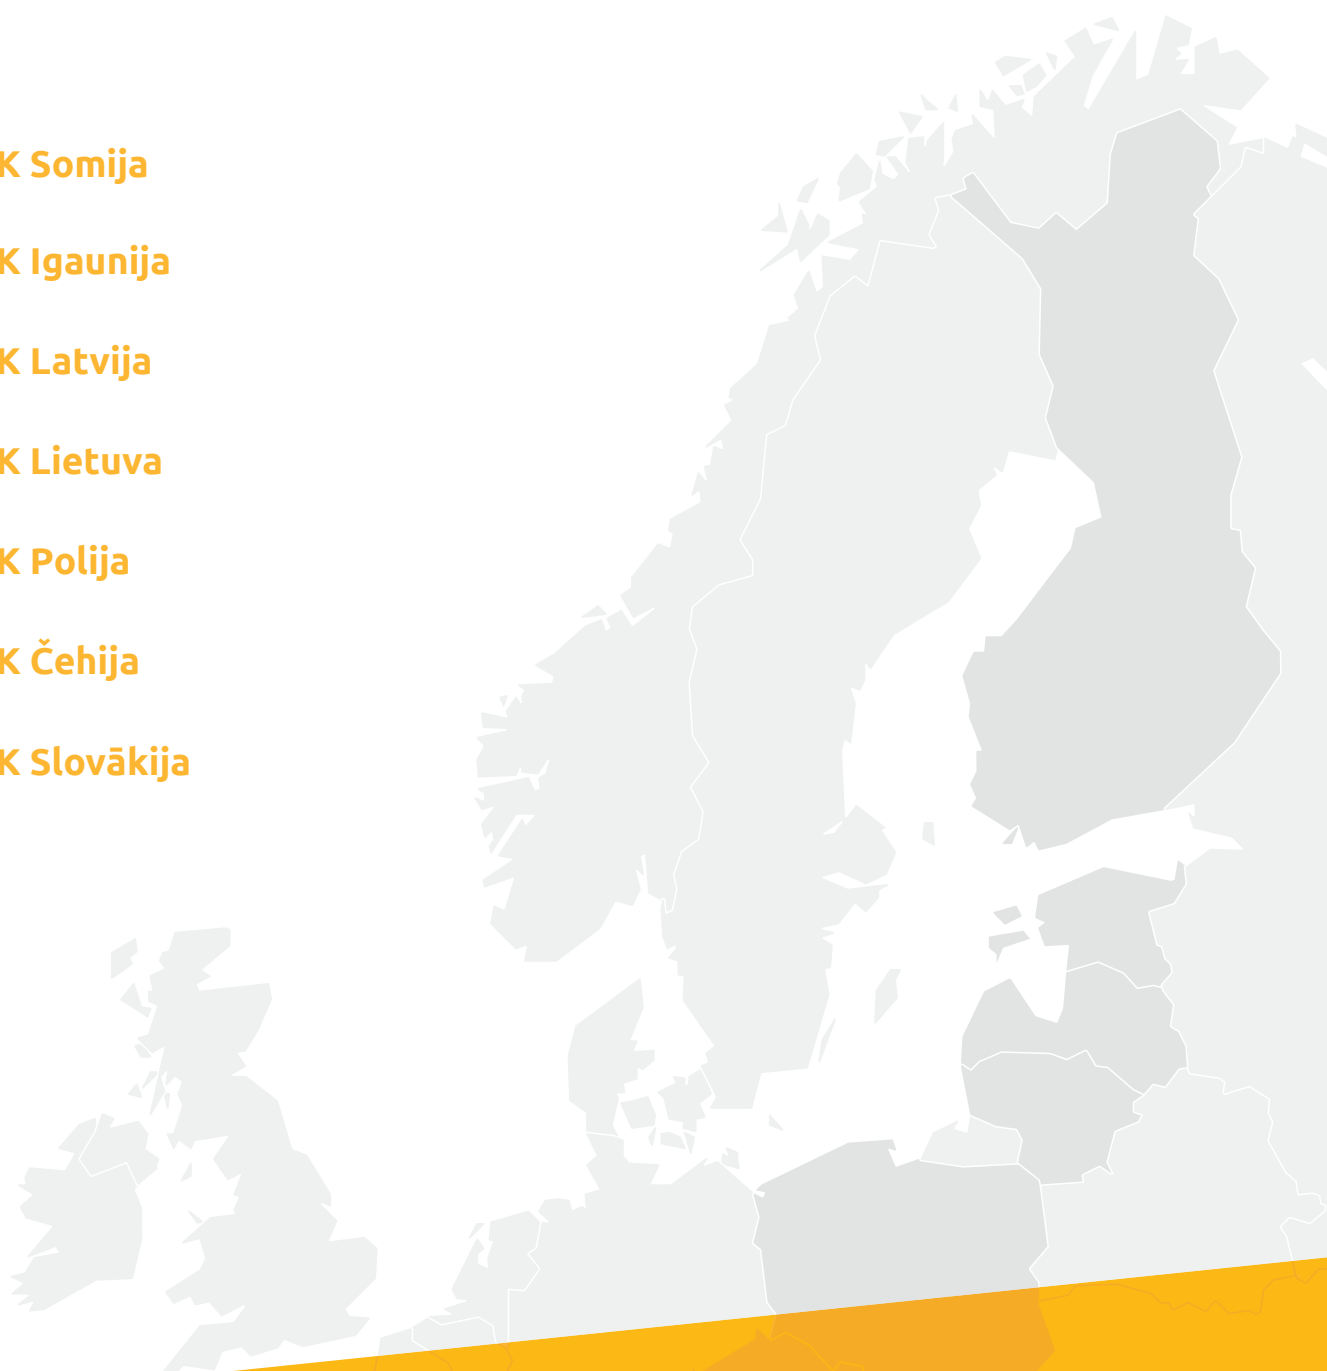 K Somija
K Igaunija
K Latvija
K Lietuva
K Polija
K Čehija
K Slovākija